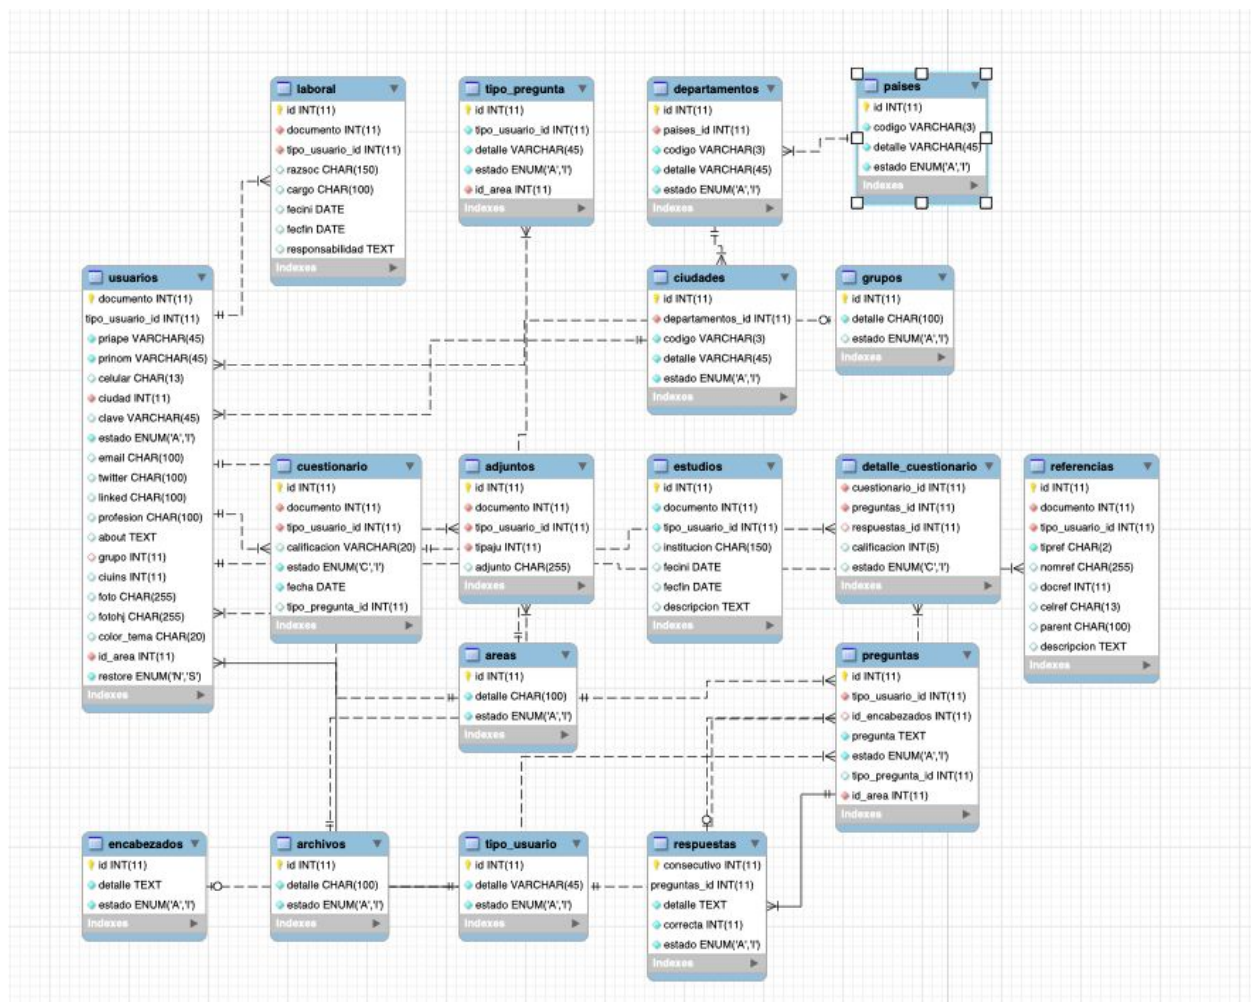 laboral
id INT(11)
documento INT(11)
tipo_usuario_id INT(11)
razsoc CHAR(150)
cargo CHAR(100)
fecini DATE
fecfin DATE
responsabilidad TEXT
Indexes
tipo_pregunta
id INT(11)
tipo_usuario_id INT(11)
detalle VARCHAR(45)
estado ENUM('A','I')
id_area INT(11)
Indexes
departamentos
id INT(11)
paises_id INT(11)
codigo VARCHAR(3)
detalle VARCHAR(45)
estado ENUM('A','I')
Indexes
paises
id INT(11)
codigo VARCHAR(3)
detalle VARCHAR(45)
estado ENUM('A','I')
Indexes
usuarios
documento INT(11)
tipo_usuario_id INT(11)
priape VARCHAR(45)
prinom VARCHAR(45)
celular CHAR(13)
ciudad INT(11)
clave VARCHAR(45)
estado ENUM('A','I')
email CHAR(100)
twitter CHAR(100)
linked CHAR(100)
profesion CHAR(100)
about TEXT
grupo INT(11)
ciuins INT(11)
foto CHAR(255)
fotohj CHAR(255)
color_tema CHAR(20)
id_area INT(11)
restore ENUM('N','S')
Indexes
ciudades
id INT(11)
departamentos_id INT(11)
codigo VARCHAR(3)
detalle VARCHAR(45)
estado ENUM('A','I')
Indexes
grupos
id INT(11)
detalle CHAR(100)
estado ENUM('A','I')
Indexes
cuestionario
id INT(11)
documento INT(11)
tipo_usuario_id INT(11)
calificacion VARCHAR(20)
estado ENUM('C','I')
fecha DATE
tipo_pregunta_id INT(11)
Indexes
adjuntos
id INT(11)
documento INT(11)
tipo_usuario_id INT(11)
tipaju INT(11)
adjunto CHAR(255)
Indexes
estudios
id INT(11)
documento INT(11)
tipo_usuario_id INT(11)
institucion CHAR(150)
fecini DATE
fecfin DATE
descripcion TEXT
Indexes
detalle_cuestionario
cuestionario_id INT(11)
preguntas_id INT(11)
respuestas_id INT(11)
calificacion INT(5)
estado ENUM('C','I')
Indexes
referencias
id INT(11)
documento INT(11)
tipo_usuario_id INT(11)
tipref CHAR(2)
nomref CHAR(255)
docref INT(11)
celref CHAR(13)
parent CHAR(100)
descripcion TEXT
Indexes
areas
id INT(11)
detalle CHAR(100)
estado ENUM('A','I')
Indexes
preguntas
id INT(11)
tipo_usuario_id INT(11)
id_encabezados INT(11)
pregunta TEXT
estado ENUM('A','I')
tipo_pregunta_id INT(11)
id_area INT(11)
Indexes
encabezados
id INT(11)
detalle TEXT
estado ENUM('A','I')
Indexes
archivos
id INT(11)
detalle CHAR(100)
estado ENUM('A','I')
Indexes
tipo_usuario
id INT(11)
detalle VARCHAR(45)
estado ENUM('A','I')
Indexes
respuestas
consecutivo INT(11)
preguntas_id INT(11)
detalle TEXT
correcta INT(11)
estado ENUM('A','I')
Indexes